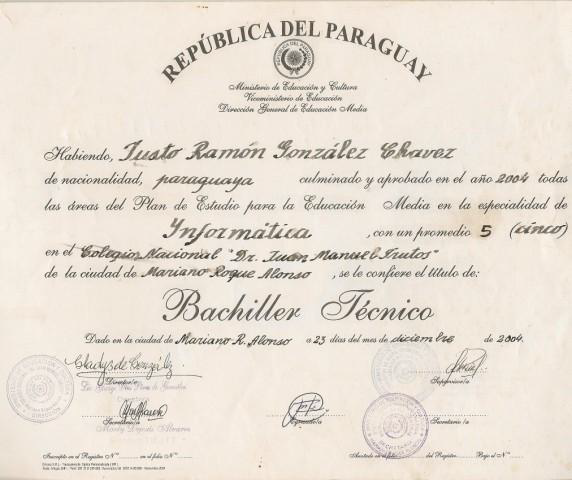 REPÚBLICA DEL PARAGUAY
Ministerio de Educación y Cultura
Viceministerio de Educación
Dirección General de Educación Media
Habiendo, Justo Ramón González Chavez
de nacionalidad, paraguaya culminado y aprobado en el año 2004 todas
las áreas del Plan de Estudio para la Educación Media en la especialidad de
Informática , con un promedio 5 (cinco)
en el Colegio Nacional "Dr. Juan Manuel Frutos"
de la ciudad de Mariano Roque Alonso , se le confiere el título de:
Bachiller Técnico
Dado en la ciudad de Mariano R. Alonso a 23 días del mes de diciembre de 2004.
Gladys de González
Director/a
Supervisor/a
Secretario/a
Egresado/a
Secretario/a
Inscripto en el Registro Nº en el folio Nº
Anotado en el folio del Registro Bajo el Nº